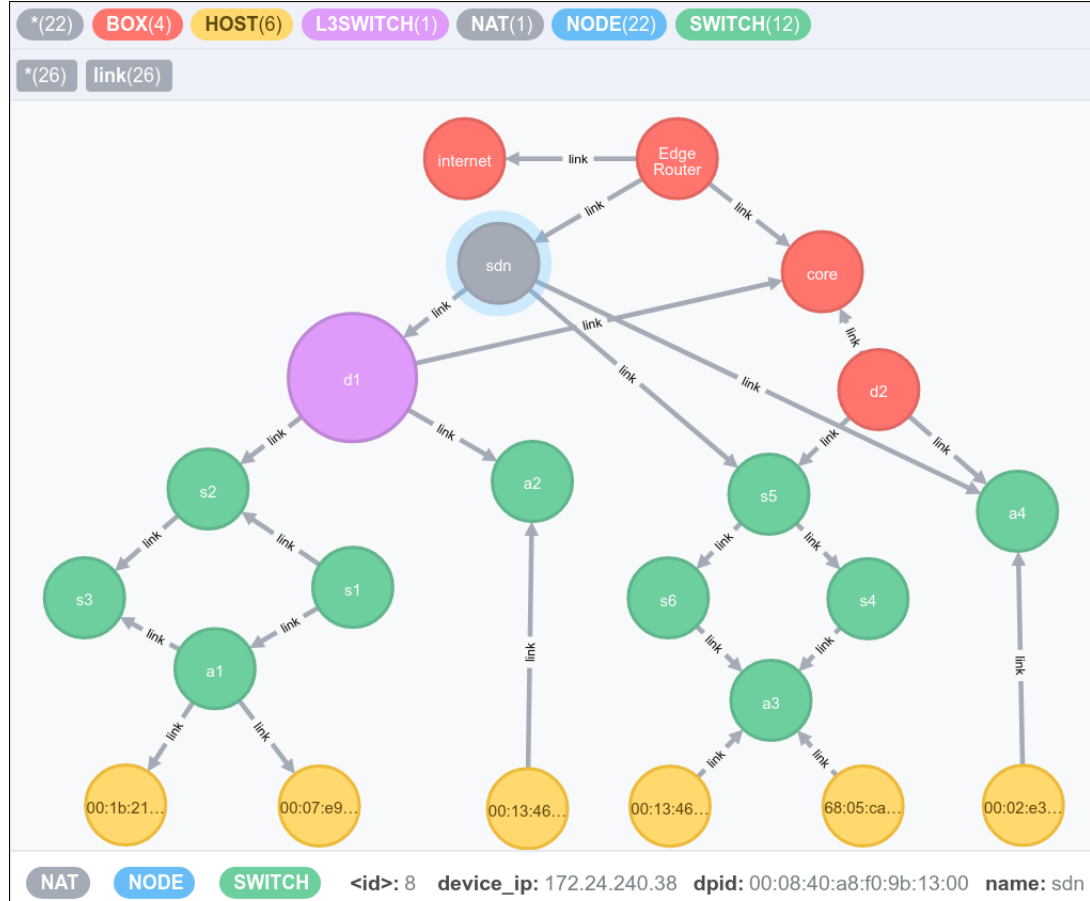 *(22) BOX(4) HOST(6) L3SWITCH(1) NAT(1) NODE(22) SWITCH(12)
*(26) link(26)
internet
link
Edge
Router
link
link
sdn
core
link
link
link
d1
link
link
d2
link
link
link
link
s2
a2
s5
a4
link
link
link
link
s3
s1
s6
s4
link
link
link
link
link
link
a1
a3
link
link
link
link
00:1b:21...
00:07:e9...
00:13:46...
00:13:46...
68:05:ca...
00:02:e3...
NAT NODE SWITCH <id>: 8 device_ip: 172.24.240.38 dpid: 00:08:40:a8:f0:9b:13:00 name: sdn